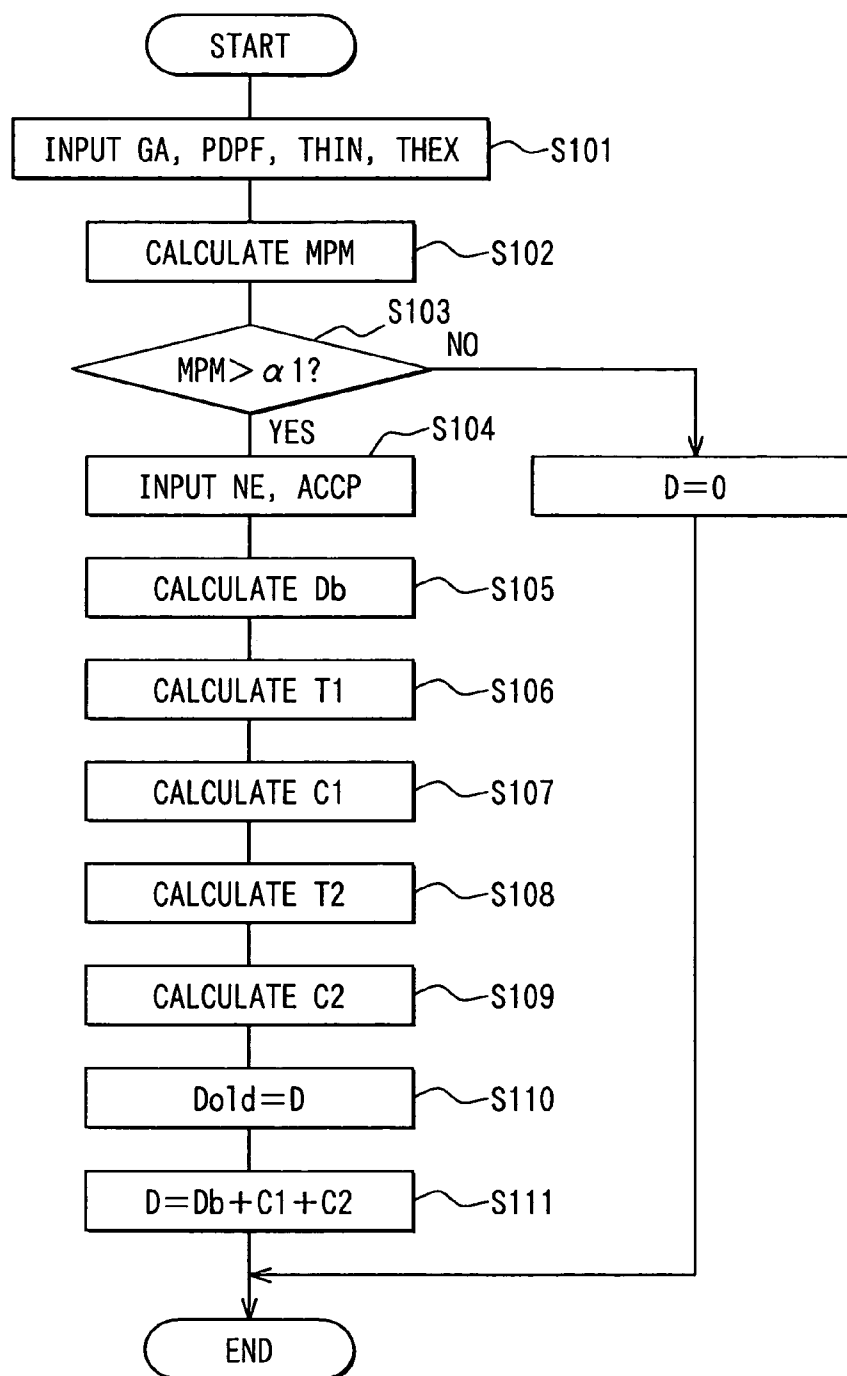 START
INPUT GA, PDPF, THIN, THEX
S101
CALCULATE MPM
S102
S103
MPM> α1?
NO
YES
S104
INPUT NE, ACCP
D=0
CALCULATE Db
S105
CALCULATE T1
S106
CALCULATE C1
S107
CALCULATE T2
S108
CALCULATE C2
S109
Dold=D
S110
D=Db+C1+C2
S111
END